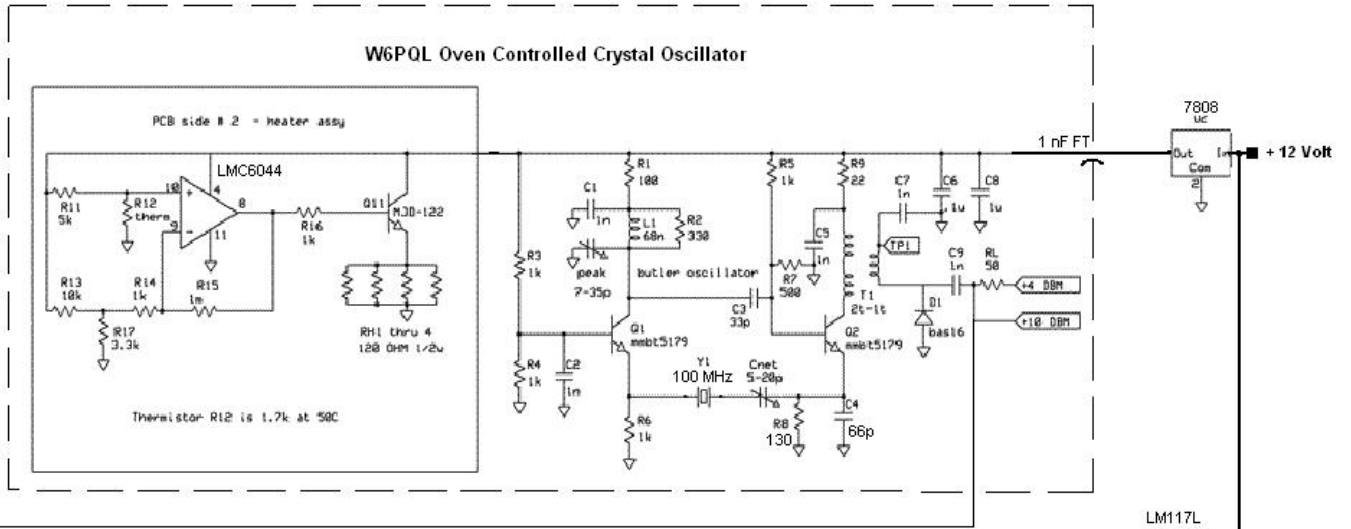 W6PQL Oven Controlled Crystal Oscillator
PCB side # 2 = heater assy
LMC6044
7808
uc
1 nF FT
Out
In
Com
+ 12 Volt
R11
5k
R12
therm
10
+
4
9
-
8
11
R16
1k
Q11
MJD-122
R13
10k
R14
1k
R15
1m
R17
3.3k
RH1 thru 4
120 OHM 1/2w
Thermistor R12 is 1.7k at 50C
R1
100
C1
1n
L1
68n
R2
330
peak
7=35p
R3
1k
R4
1k
C2
1n
butler oscillator
Q1
mmbt5179
R6
1k
Y1
100 MHz
Cnet
5-20p
C3
33p
R5
1k
R7
500
R9
22
C5
1n
T1
2t-1t
Q2
mmbt5179
R8
130
C4
66p
C7
1n
C6
.1u
C8
1u
TP1
C9
1n
RL
50
D1
bas16
+4 DBM
+10 DBM
LM117L